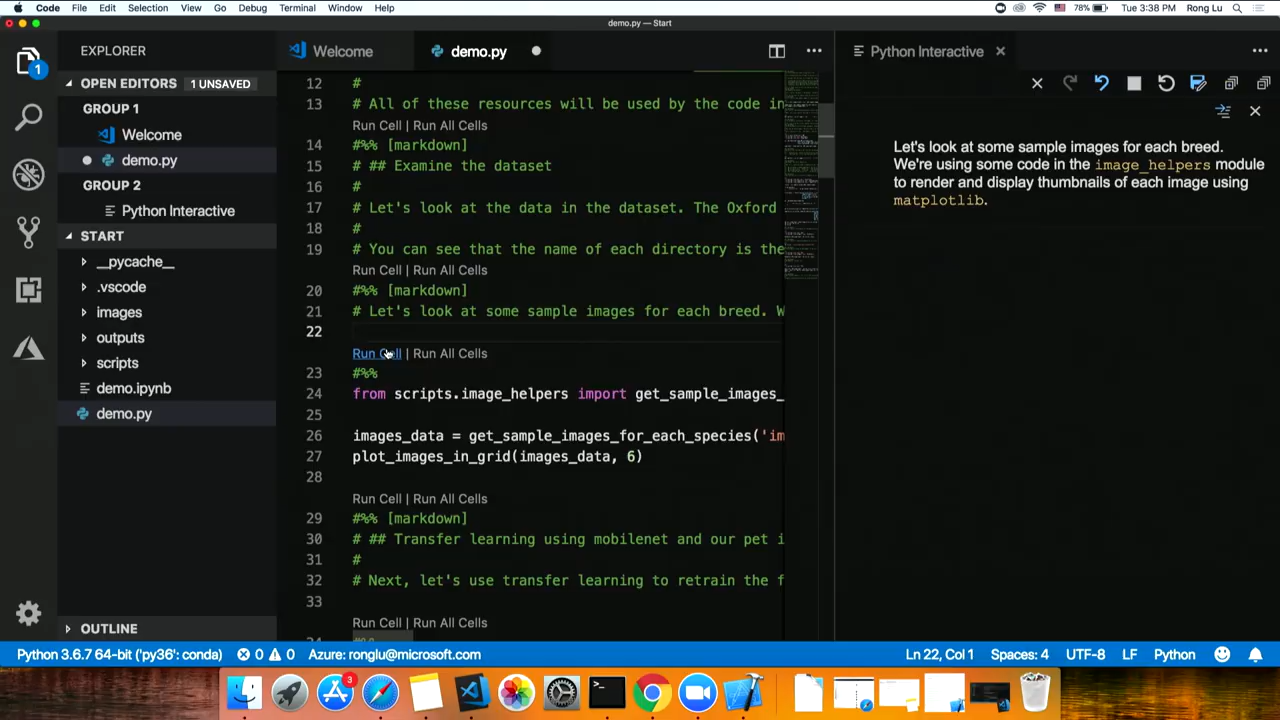 Code File Edit Selection View Go Debug Terminal Window Help 78% Tue 3:38 PM Rong Lu
demo.py — Start
EXPLORER
OPEN EDITORS 1 UNSAVED
Welcome
demo.py
Python Interactive
__pycache__
.vscode
images
outputs
scripts
demo.ipynb
demo.py
OUTLINE
1
Welcome demo.py
12 #
13 # All of these resources will be used by the code in
Run Cell | Run All Cells
14 #%% [markdown]
15 # ## Examine the dataset
16 #
17 # Let's look at the data in the dataset. The Oxford
18 #
19 # You can see that the name of each directory is the
Run Cell | Run All Cells
20 #%% [markdown]
21 # Let's look at some sample images for each breed. W
22
Run Cell | Run All Cells
23 #%%
24 from scripts.image_helpers import get_sample_images_
25
26 images_data = get_sample_images_for_each_species('im
27 plot_images_in_grid(images_data, 6)
28
Run Cell | Run All Cells
29 #%% [markdown]
30 # ## Transfer learning using mobilenet and our pet i
31 #
32 # Next, let's use transfer learning to retrain the f
33
Run Cell | Run All Cells
Python Interactive
Let's look at some sample images for each breed.
We're using some code in the image_helpers module
to render and display thumbnails of each image using
matplotlib.
Python 3.6.7 64-bit ('py36': conda) 0 0 Azure: ronglu@microsoft.com Ln 22, Col 1 Spaces: 4 UTF-8 LF Python
3